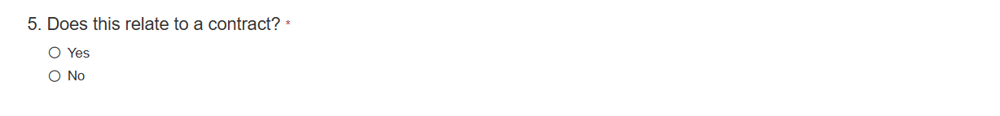 5. Does this relate to a contract? *
Yes
No